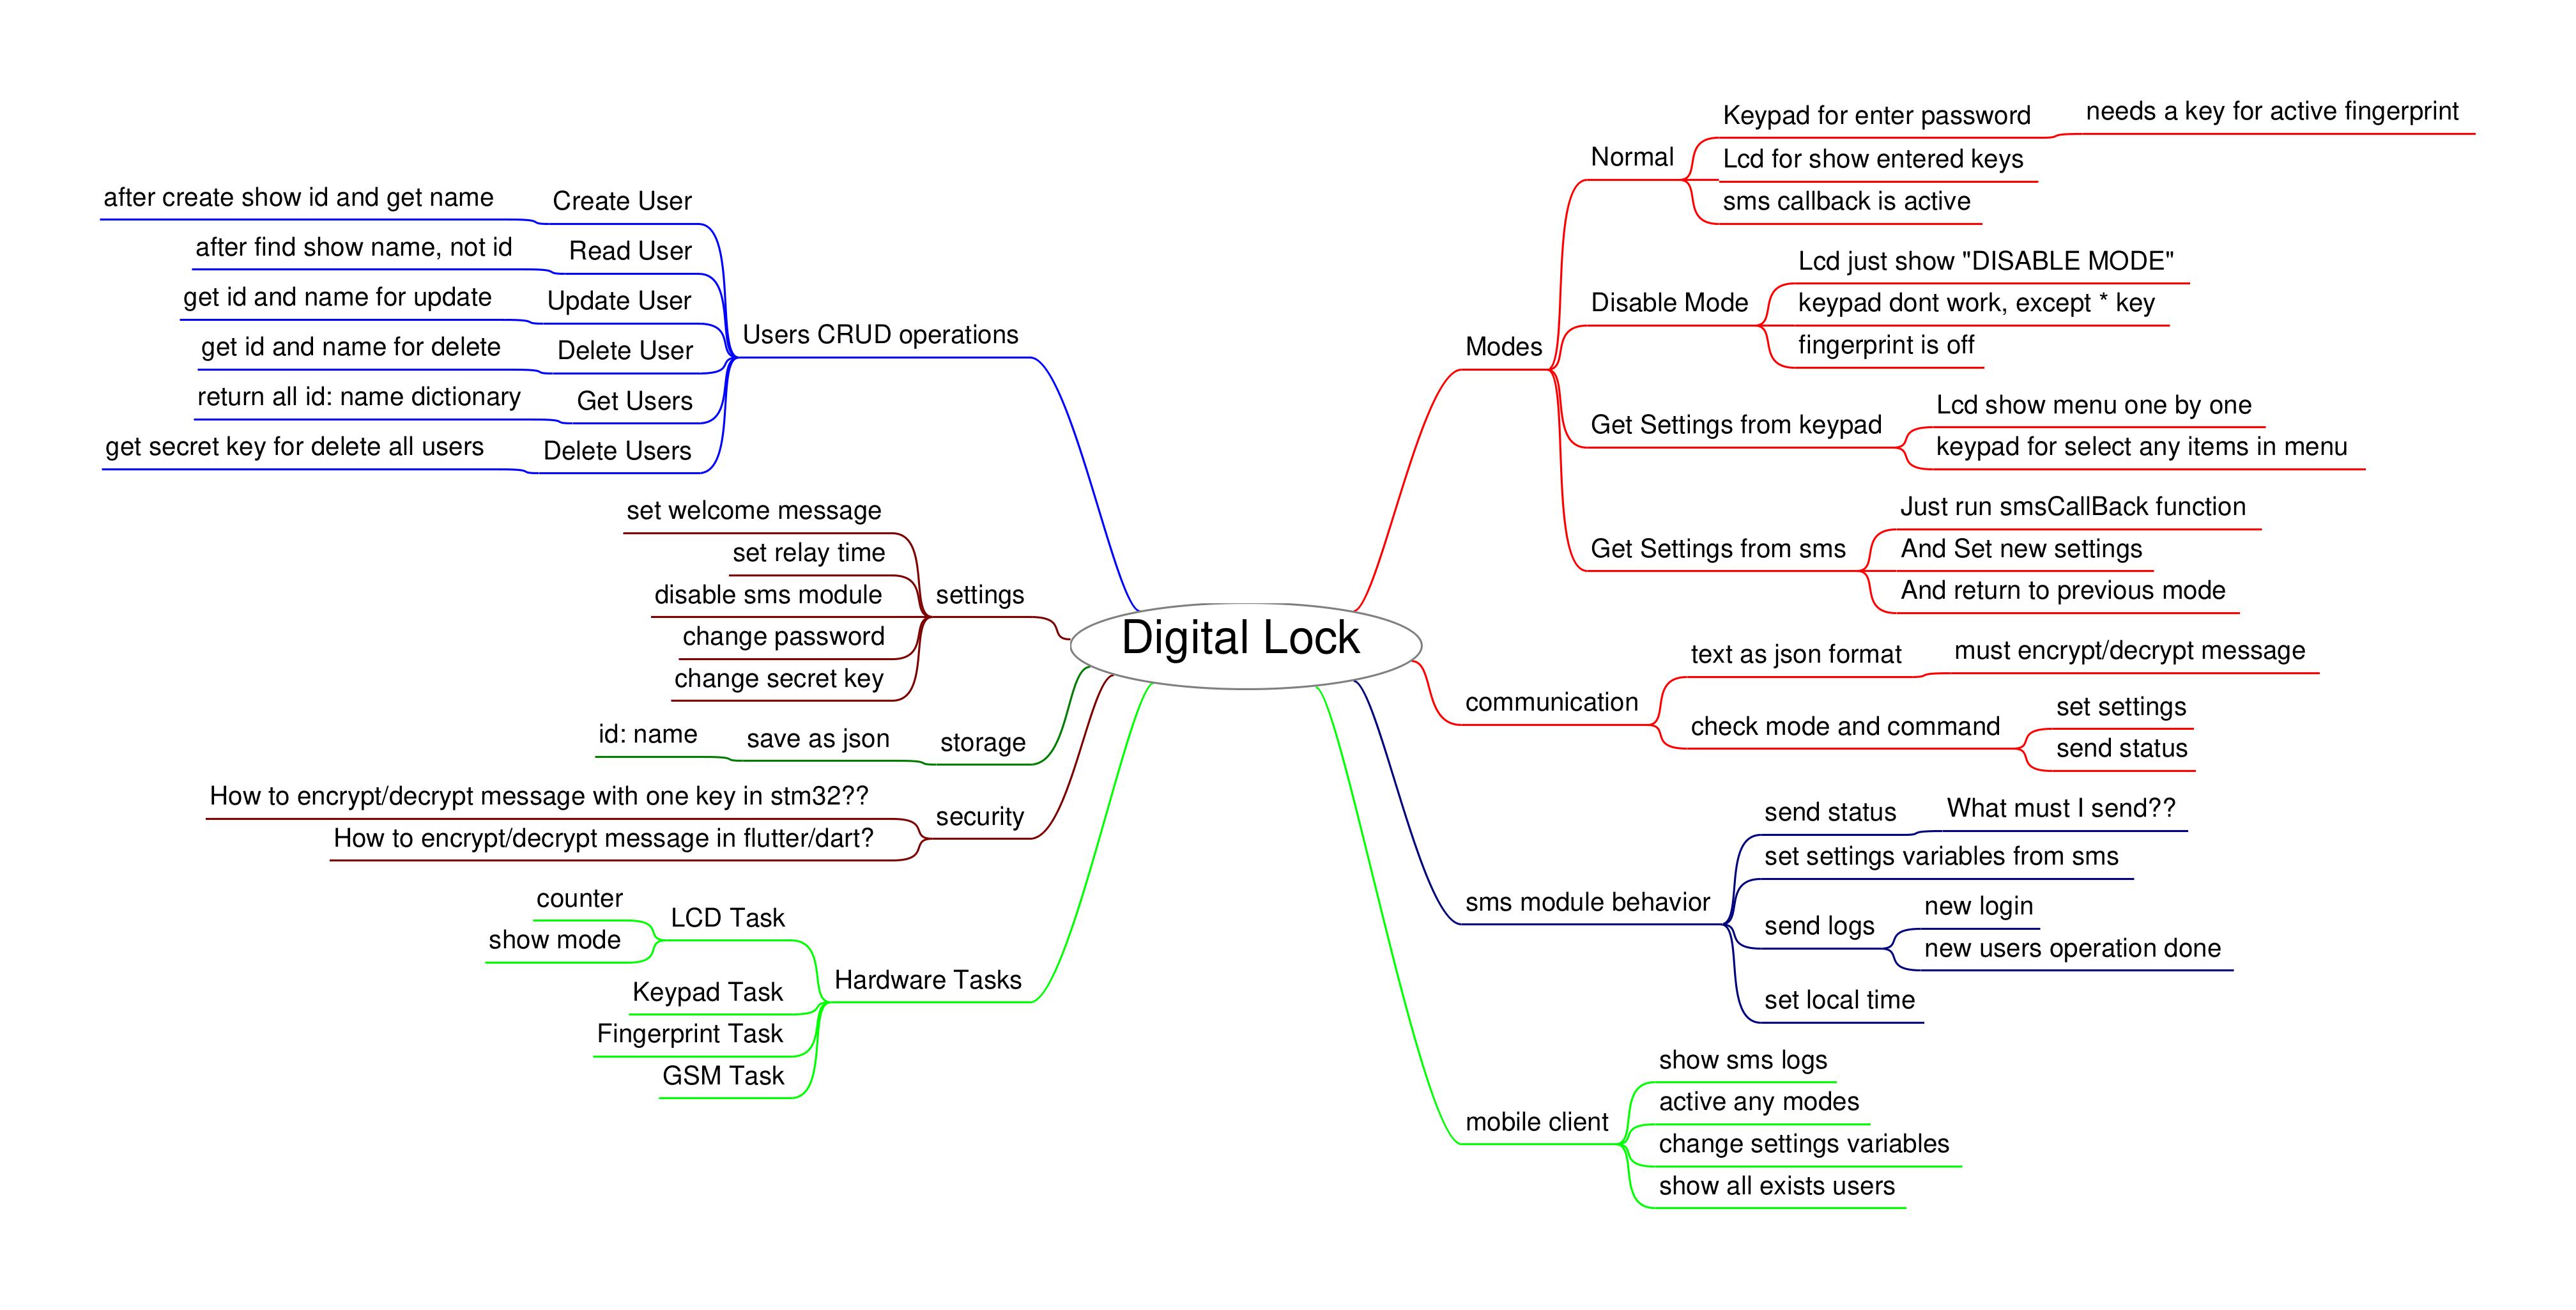 Digital Lock
Modes
Normal
Keypad for enter password
needs a key for active fingerprint
Lcd for show entered keys
sms callback is active
Disable Mode
Lcd just show "DISABLE MODE"
keypad dont work, except * key
fingerprint is off
Get Settings from keypad
Lcd show menu one by one
keypad for select any items in menu
Get Settings from sms
Just run smsCallBack function
And Set new settings
And return to previous mode
communication
text as json format
must encrypt/decrypt message
check mode and command
set settings
send status
sms module behavior
send status
What must I send??
set settings variables from sms
send logs
new login
new users operation done
set local time
mobile client
show sms logs
active any modes
change settings variables
show all exists users
Users CRUD operations
Create User
after create show id and get name
Read User
after find show name, not id
Update User
get id and name for update
Delete User
get id and name for delete
Get Users
return all id: name dictionary
Delete Users
get secret key for delete all users
settings
set welcome message
set relay time
disable sms module
change password
change secret key
storage
save as json
id: name
security
How to encrypt/decrypt message with one key in stm32??
How to encrypt/decrypt message in flutter/dart?
Hardware Tasks
LCD Task
counter
show mode
Keypad Task
Fingerprint Task
GSM Task